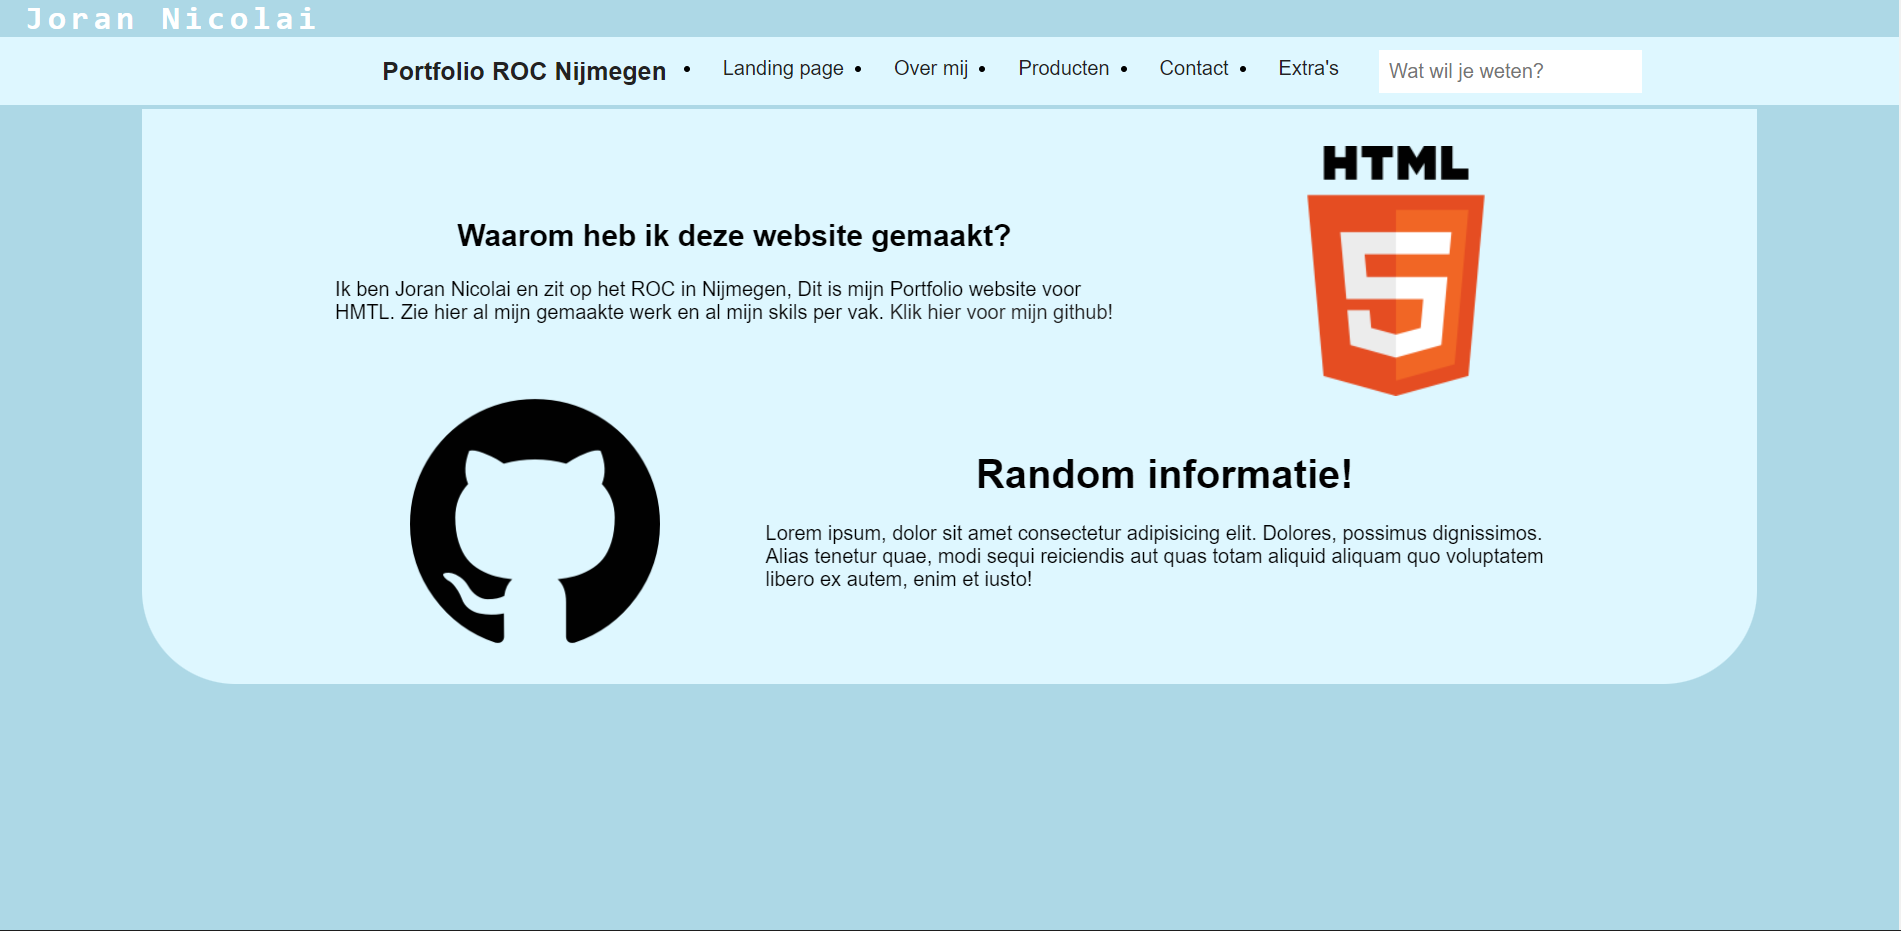 Joran Nicolai
Portfolio ROC Nijmegen • Landing page • Over mij • Producten • Contact • Extra's Wat wil je weten?
HTML
5
Waarom heb ik deze website gemaakt?
Ik ben Joran Nicolai en zit op het ROC in Nijmegen, Dit is mijn Portfolio website voor
HMTL. Zie hier al mijn gemaakte werk en al mijn skils per vak. Klik hier voor mijn github!
Random informatie!
Lorem ipsum, dolor sit amet consectetur adipisicing elit. Dolores, possimus dignissimos.
Alias tenetur quae, modi sequi reiciendis aut quas totam aliquid aliquam quo voluptatem
libero ex autem, enim et iusto!